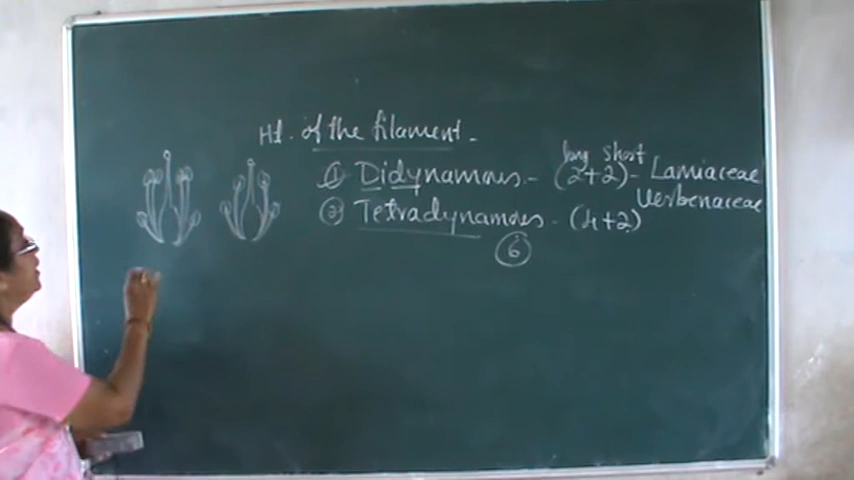 Ht. of the filament -
① Didynamous - (2+2) - Lamiaceae
long short
Verbenaceae
② Tetradynamous - (4+2)
⑥